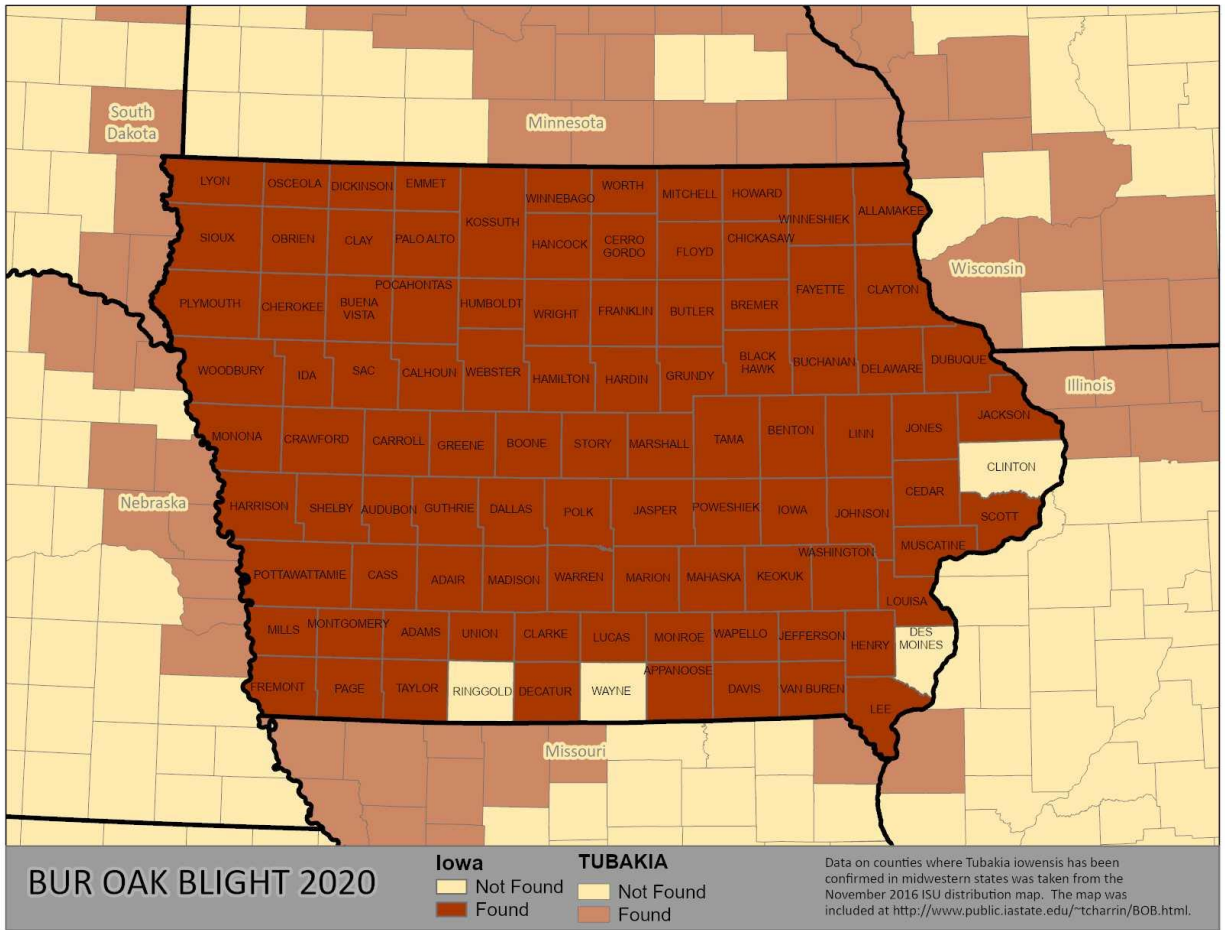 South
Dakota
Minnesota
LYON
OSCEOLA
DICKINSON
EMMET
KOSSUTH
WINNEBAGO
WORTH
MITCHELL
HOWARD
WINNESHIEK
ALLAMAKEE
SIOUX
OBRIEN
CLAY
PALO ALTO
HANCOCK
CERRO
GORDO
FLOYD
CHICKASAW
Wisconsin
PLYMOUTH
CHEROKEE
BUENA
VISTA
POCAHONTAS
HUMBOLDT
WRIGHT
FRANKLIN
BUTLER
BREMER
FAYETTE
CLAYTON
WOODBURY
IDA
SAC
CALHOUN
WEBSTER
HAMILTON
HARDIN
GRUNDY
BLACK
HAWK
BUCHANAN
DELAWARE
DUBUQUE
Illinois
MONONA
CRAWFORD
CARROLL
GREENE
BOONE
STORY
MARSHALL
TAMA
BENTON
LINN
JONES
JACKSON
CLINTON
Nebraska
HARRISON
SHELBY
AUDUBON
GUTHRIE
DALLAS
POLK
JASPER
POWESHIEK
IOWA
JOHNSON
CEDAR
SCOTT
MUSCATINE
POTTAWATTAMIE
CASS
ADAIR
MADISON
WARREN
MARION
MAHASKA
KEOKUK
WASHINGTON
LOUISA
MILLS
MONTGOMERY
ADAMS
UNION
CLARKE
LUCAS
MONROE
WAPELLO
JEFFERSON
HENRY
DES
MOINES
FREMONT
PAGE
TAYLOR
RINGGOLD
DECATUR
WAYNE
APPANOOSE
DAVIS
VAN BUREN
LEE
Missouri
BUR OAK BLIGHT 2020
Iowa
Not Found
Found
TUBAKIA
Not Found
Found
Data on counties where Tubakia iowensis has been
confirmed in midwestern states was taken from the
November 2016 ISU distribution map. The map was
included at http://www.public.iastate.edu/~tcharrin/BOB.html.